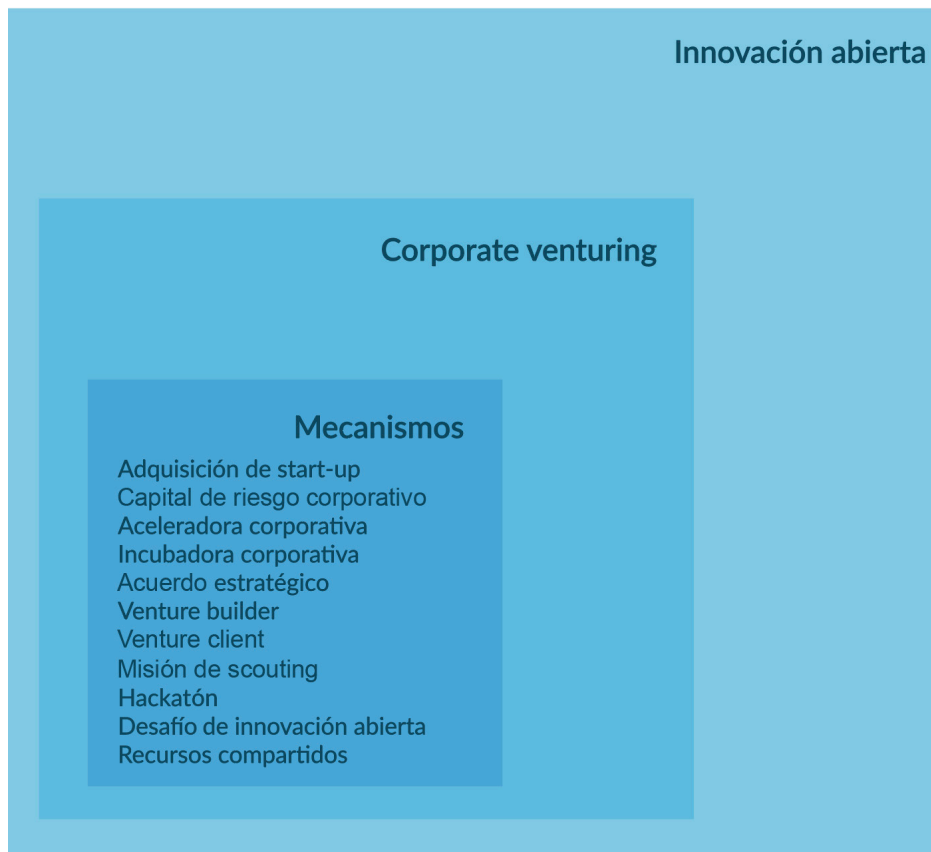 Innovación abierta
Corporate venturing
Mecanismos
Adquisición de start-up
Capital de riesgo corporativo
Aceleradora corporativa
Incubadora corporativa
Acuerdo estratégico
Venture builder
Venture client
Misión de scouting
Hackatón
Desafío de innovación abierta
Recursos compartidos